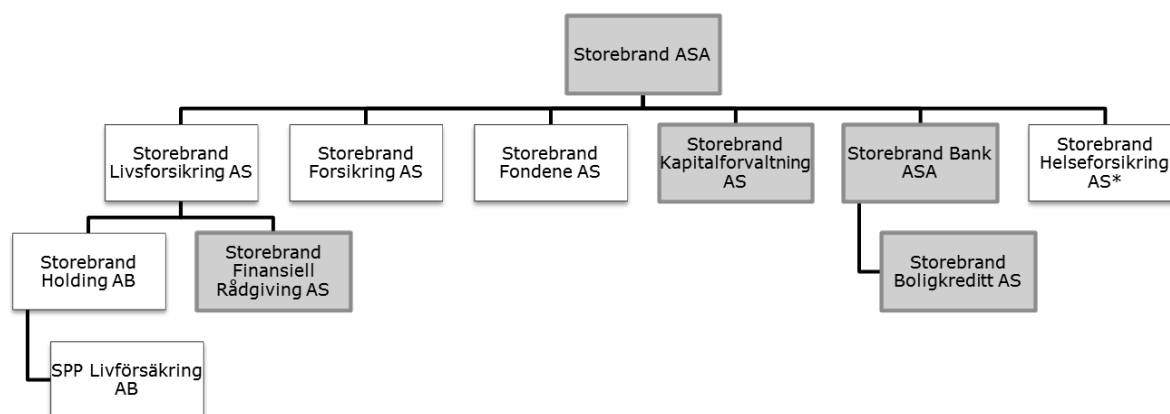 Storebrand ASA
Storebrand
Livsforsikring AS
Storebrand
Forsikring AS
Storebrand
Fondene AS
Storebrand
Kapitalforvaltning
AS
Storebrand Bank
ASA
Storebrand
Helseforsikring
AS*
Storebrand
Holding AB
Storebrand
Finansiell
Rådgiving AS
Storebrand
Boligkreditt AS
SPP Livförsäkring
AB